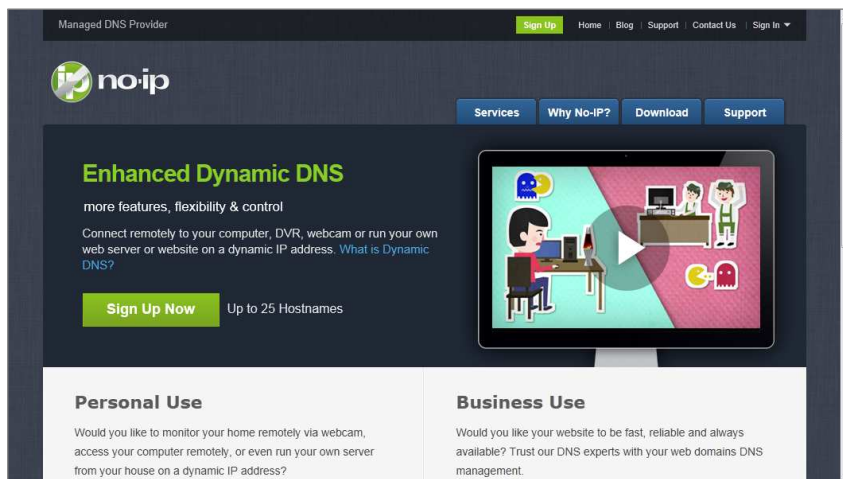 Managed DNS Provider
Sign Up Home | Blog | Support | Contact Us | Sign In
ip no·ip
Services Why No-IP? Download Support
Enhanced Dynamic DNS
more features, flexibility & control
Connect remotely to your computer, DVR, webcam or run your own
web server or website on a dynamic IP address. What is Dynamic
DNS?
Sign Up Now Up to 25 Hostnames
Personal Use
Would you like to monitor your home remotely via webcam,
access your computer remotely, or even run your own server
from your house on a dynamic IP address?
Business Use
Would you like your website to be fast, reliable and always
available? Trust our DNS experts with your web domains DNS
management.